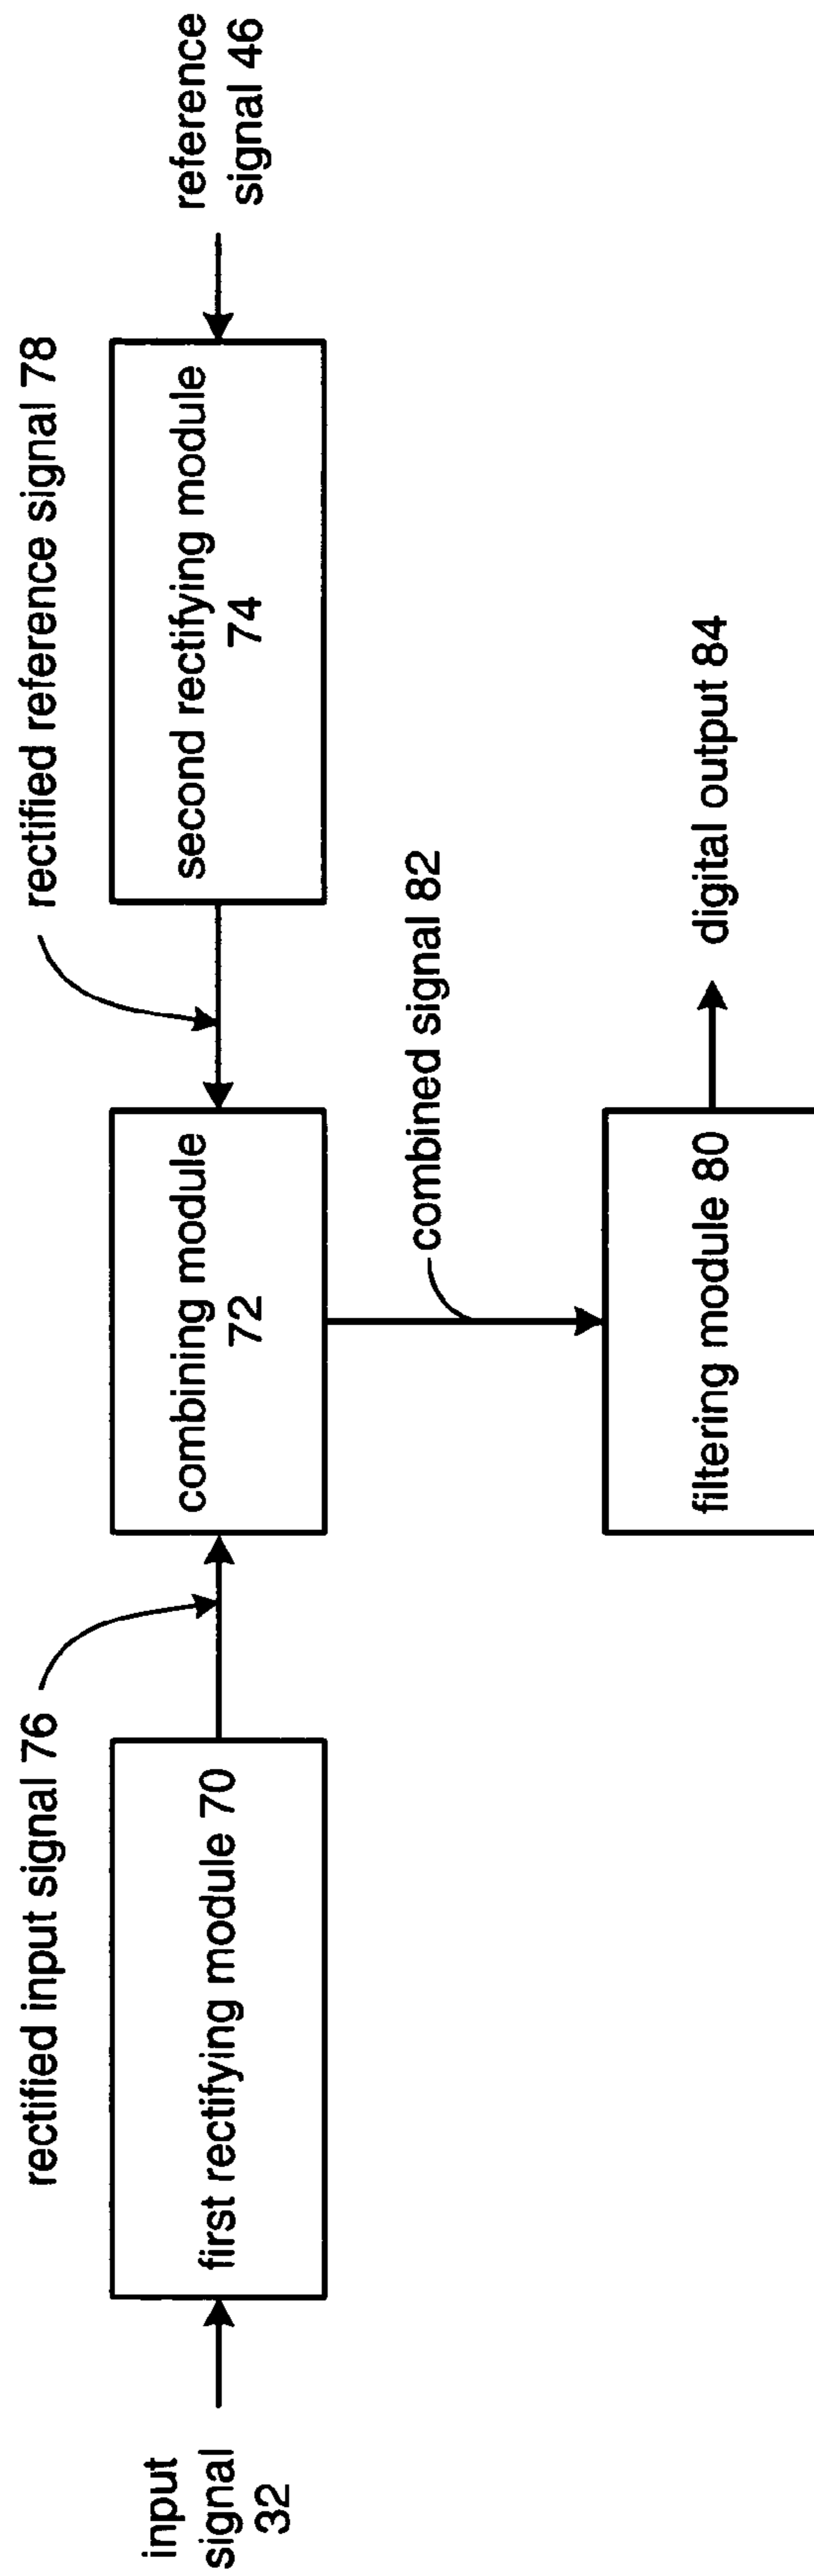 rectified input signal 76
rectified reference signal 78
input
signal
32
first rectifying module 70
combining module
72
second rectifying module
74
reference
signal 46
combined signal 82
filtering module 80
digital output 84